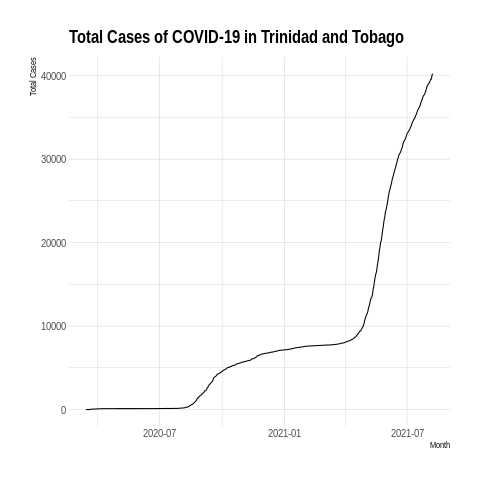 Total Cases of COVID-19 in Trinidad and Tobago
Total Cases
40000
30000
20000
10000
0
2020-07 2021-01 2021-07
Month